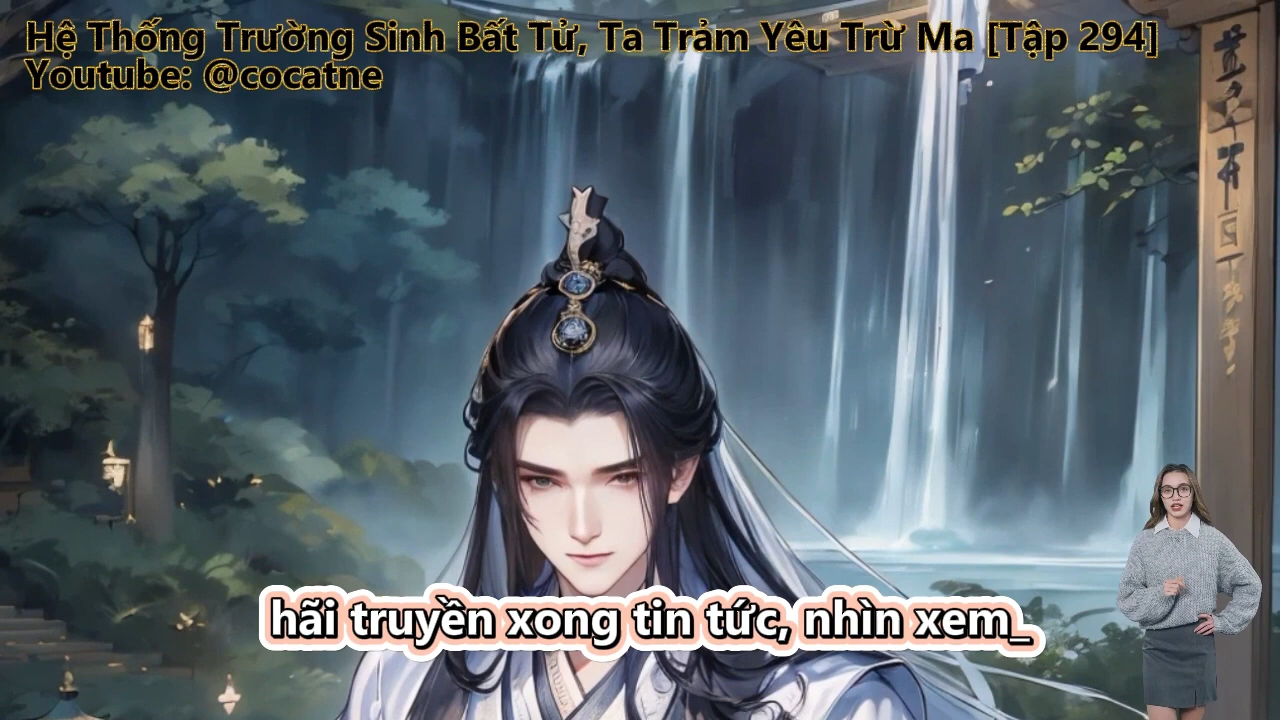 Hệ Thống Trường Sinh Bất Tử, Ta Trảm Yêu Trừ Ma [Tập 294]
Youtube: @cocatne
hãi truyền xong tin tức, nhìn xem_